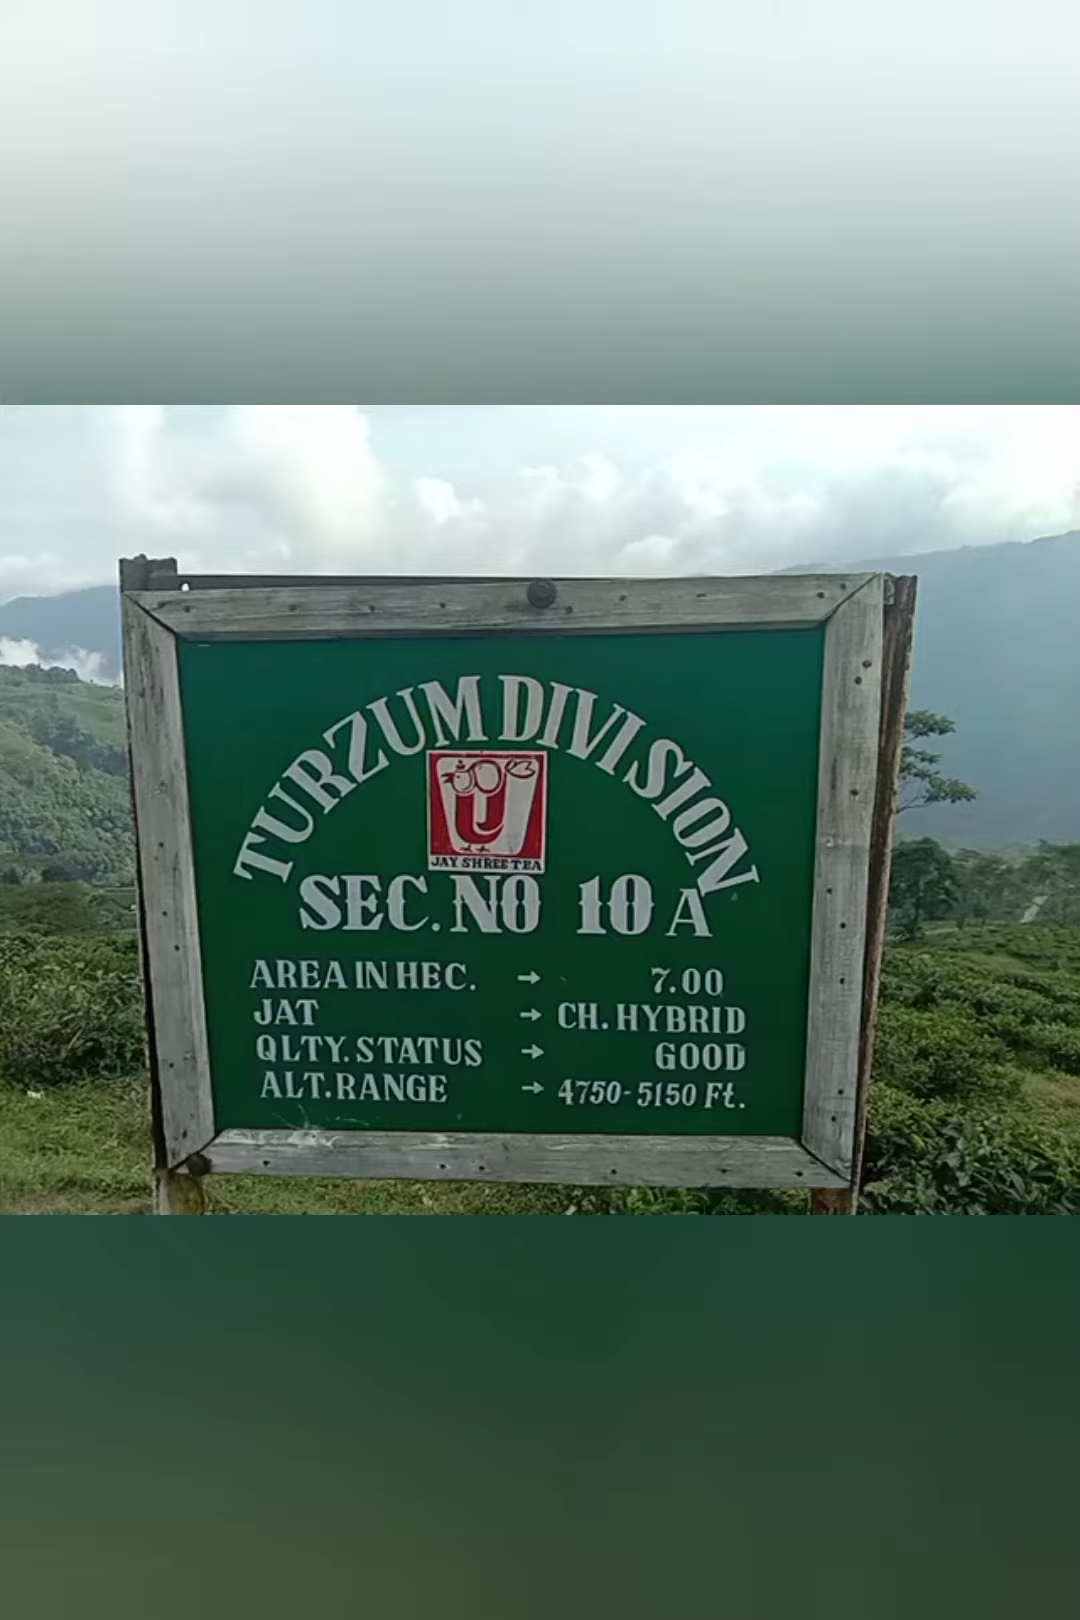 TURZUM DIVISION
JAY SHREE TEA
SEC. NO 10 A
AREA IN HEC. → 7.00
JAT → CH. HYBRID
QLTY. STATUS → GOOD
ALT. RANGE → 4750-5150 Ft.